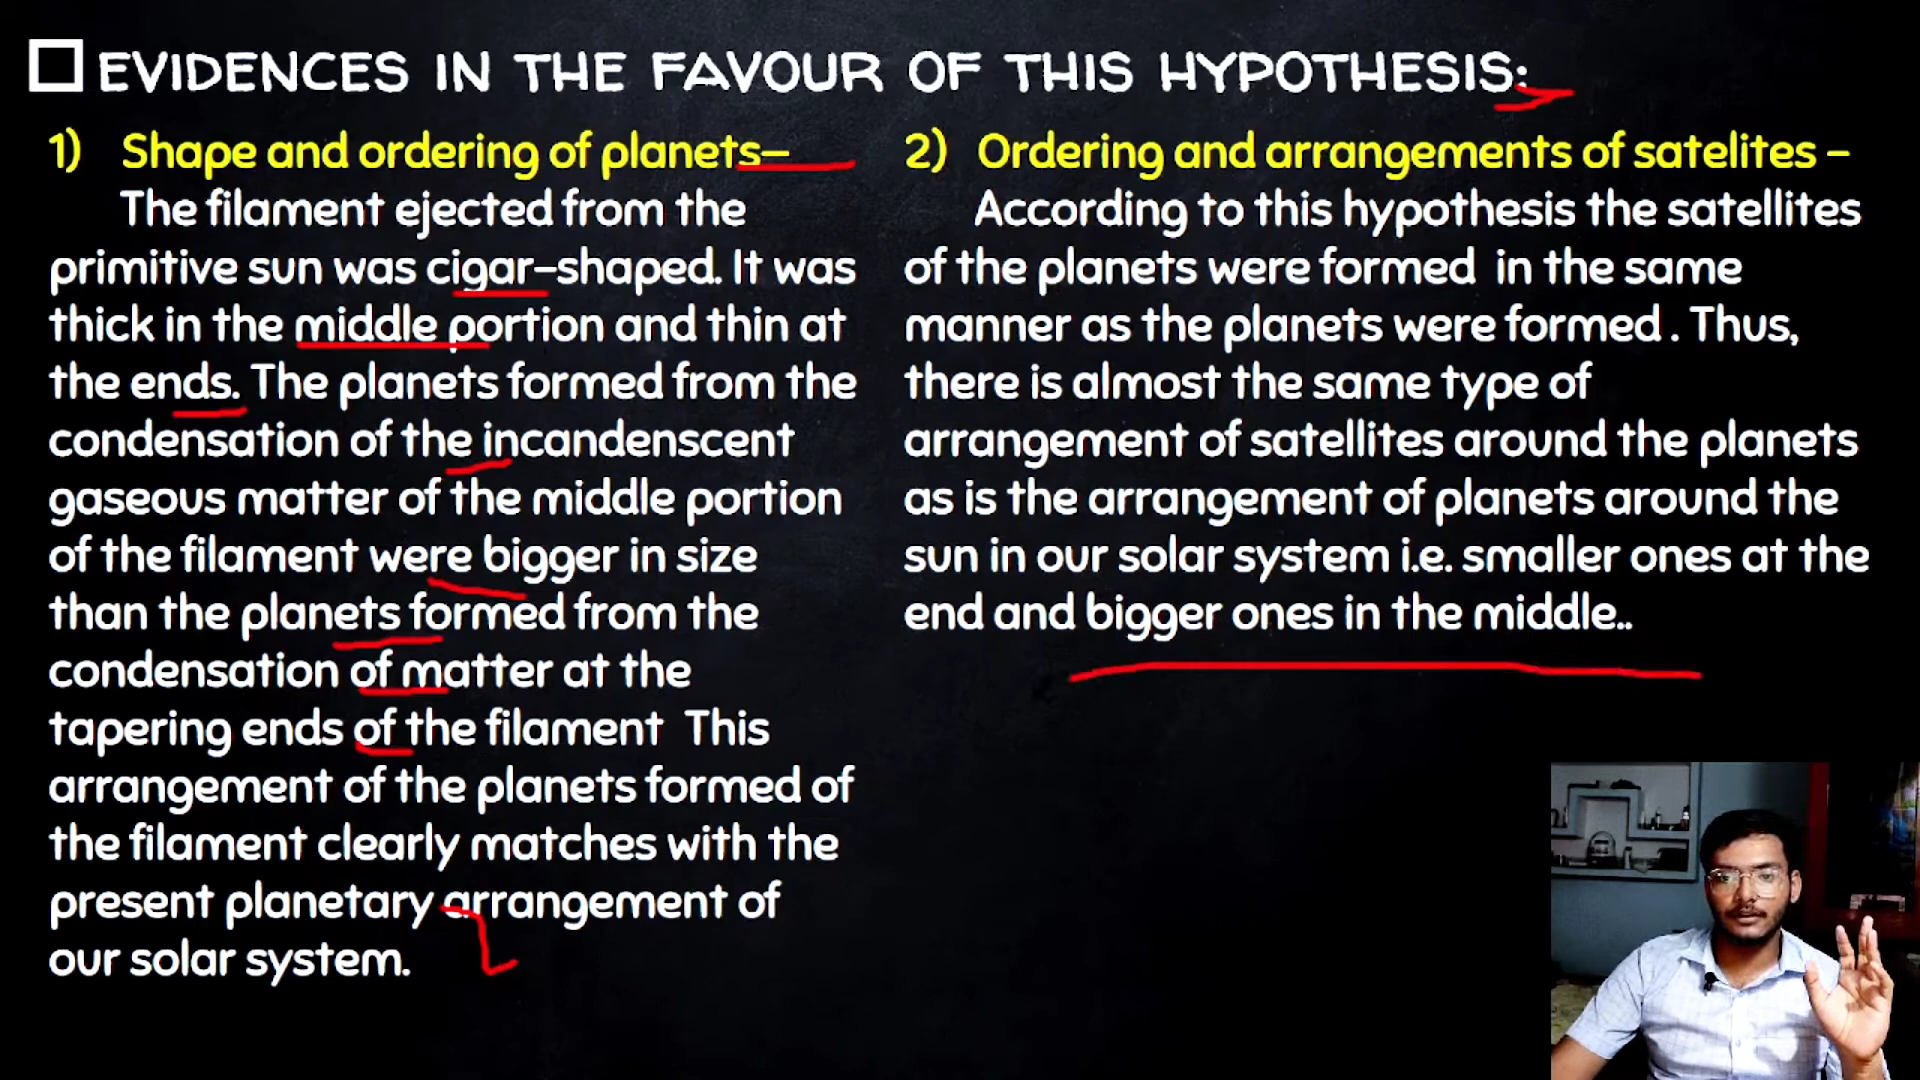 EVIDENCES IN THE FAVOUR OF THIS HYPOTHESIS:
1) Shape and ordering of planets–
The filament ejected from the
primitive sun was cigar-shaped. It was
thick in the middle portion and thin at
the ends. The planets formed from the
condensation of the incandenscent
gaseous matter of the middle portion
of the filament were bigger in size
than the planets formed from the
condensation of matter at the
tapering ends of the filament This
arrangement of the planets formed of
the filament clearly matches with the
present planetary arrangement of
our solar system.
2) Ordering and arrangements of satelites –
According to this hypothesis the satellites
of the planets were formed in the same
manner as the planets were formed . Thus,
there is almost the same type of
arrangement of satellites around the planets
as is the arrangement of planets around the
sun in our solar system i.e. smaller ones at the
end and bigger ones in the middle..